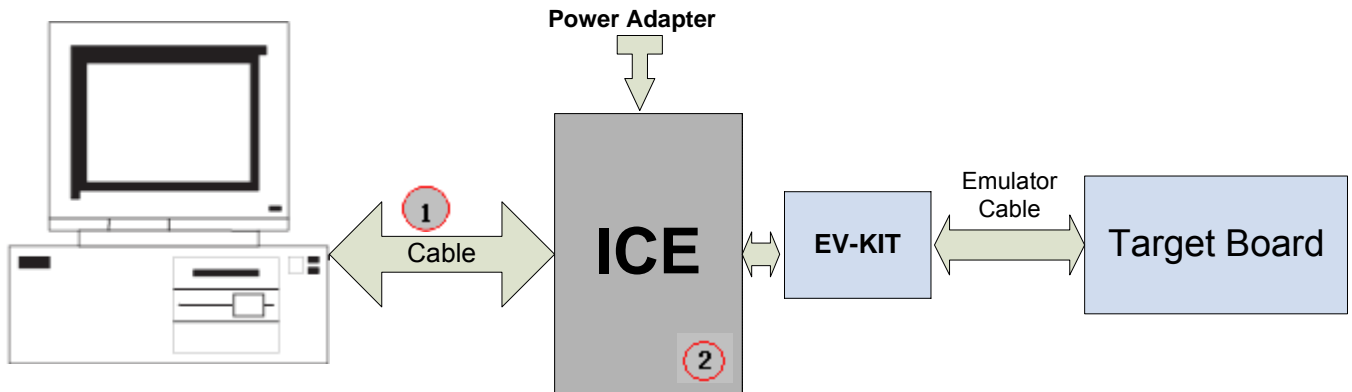 Power Adapter
1
Cable
ICE
2
EV-KIT
Emulator
Cable
Target Board